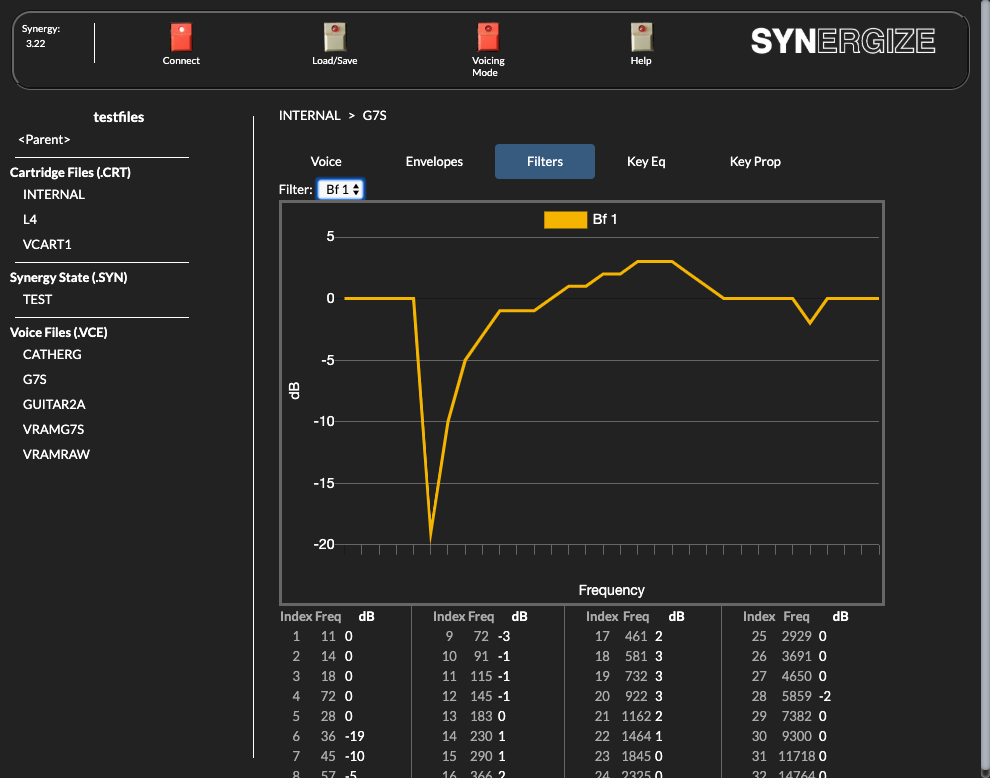 Synergy:
3.22
Connect
Load/Save
Voicing
Mode
Help
SYNERGIZE
testfiles
<Parent>
Cartridge Files (.CRT)
INTERNAL
L4
VCART1
Synergy State (.SYN)
TEST
Voice Files (.VCE)
CATHERG
G7S
GUITAR2A
VRAMG7S
VRAMRAW
INTERNAL > G7S
Voice Envelopes Filters Key Eq Key Prop
Filter: Bf 1
Bf 1
5
0
-5
-10
-15
-20
dB
Frequency
Index Freq dB Index Freq dB Index Freq dB Index Freq dB
1 11 0 9 72 -3 17 461 2 25 2929 0
2 14 0 10 91 -1 18 581 3 26 3691 0
3 18 0 11 115 -1 19 732 3 27 4650 0
4 72 0 12 145 -1 20 922 3 28 5859 -2
5 28 0 13 183 0 21 1162 2 29 7382 0
6 36 -19 14 230 1 22 1464 1 30 9300 0
7 45 -10 15 290 1 23 1845 0 31 11718 0
8 57 -5 16 366 2 24 2325 0 32 14764 0